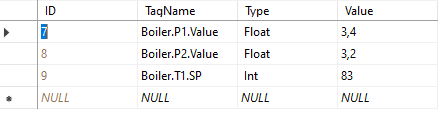 ID TagName Type Value
7 Boiler.P1.Value Float 3,4
8 Boiler.P2.Value Float 3,2
9 Boiler.T1.SP Int 83
NULL NULL NULL NULL